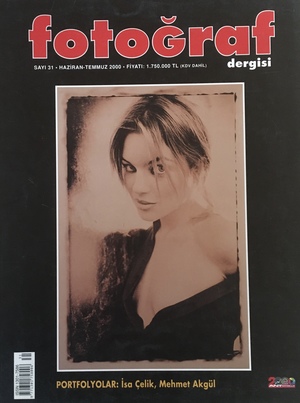 fotoğraf
dergisi
SAYI 31 • HAZİRAN-TEMMUZ 2000 • FİYATI: 1.750.000 TL (KDV DAHİL)
PORTFOLYOLAR: İsa Çelik, Mehmet Akgül